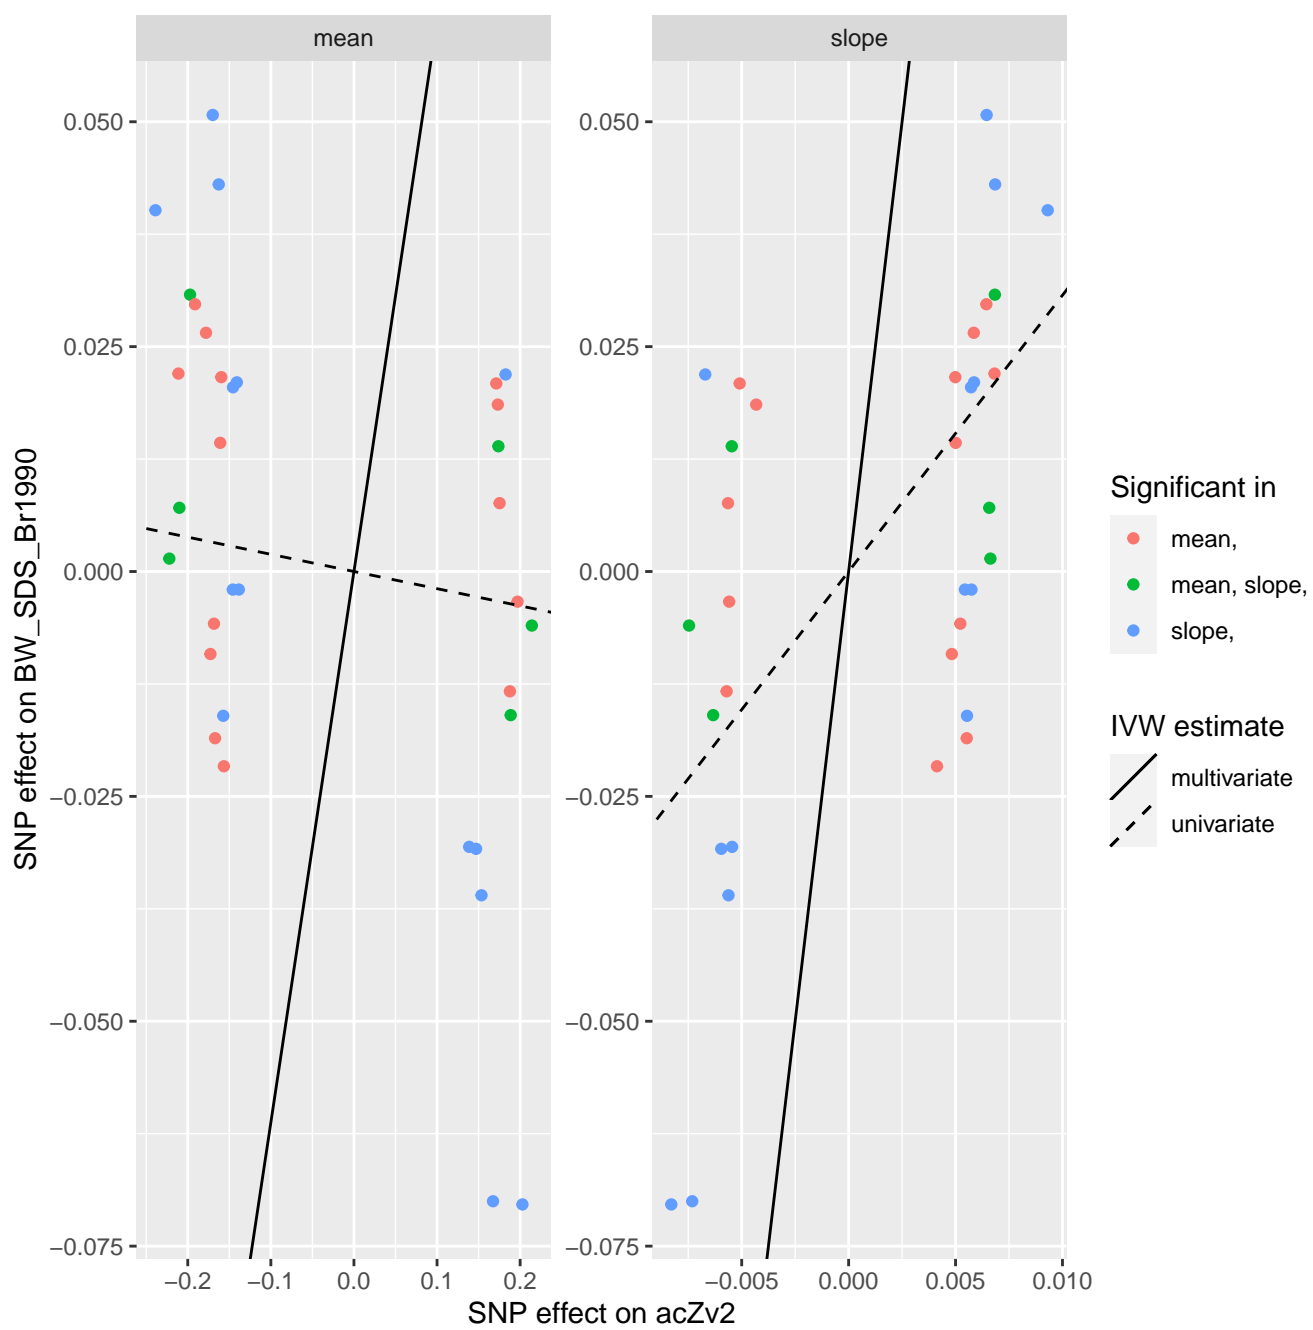 mean
slope
SNP effect on BW_SDS_Br1990
0.050
0.025
0.000
−0.025
−0.050
−0.075
0.050
0.025
0.000
−0.025
−0.050
−0.075
−0.2 −0.1 0.0 0.1 0.2
−0.005 0.000 0.005 0.010
SNP effect on acZv2
Significant in
mean,
mean, slope,
slope,
IVW estimate
multivariate
univariate